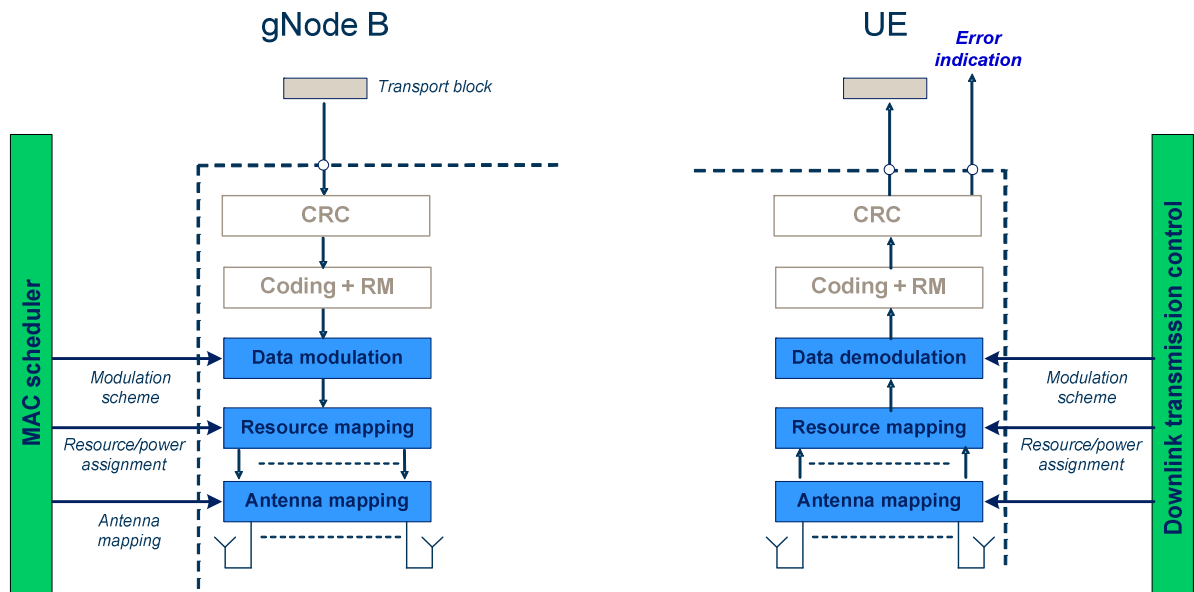 gNode B
UE
Error
indication
Transport block
CRC
CRC
Coding + RM
Coding + RM
Data modulation
Data demodulation
Modulation
scheme
Modulation
scheme
Resource mapping
Resource mapping
Resource/power
assignment
Resource/power
assignment
Antenna mapping
Antenna mapping
Antenna
mapping
MAC scheduler
Downlink transmission control